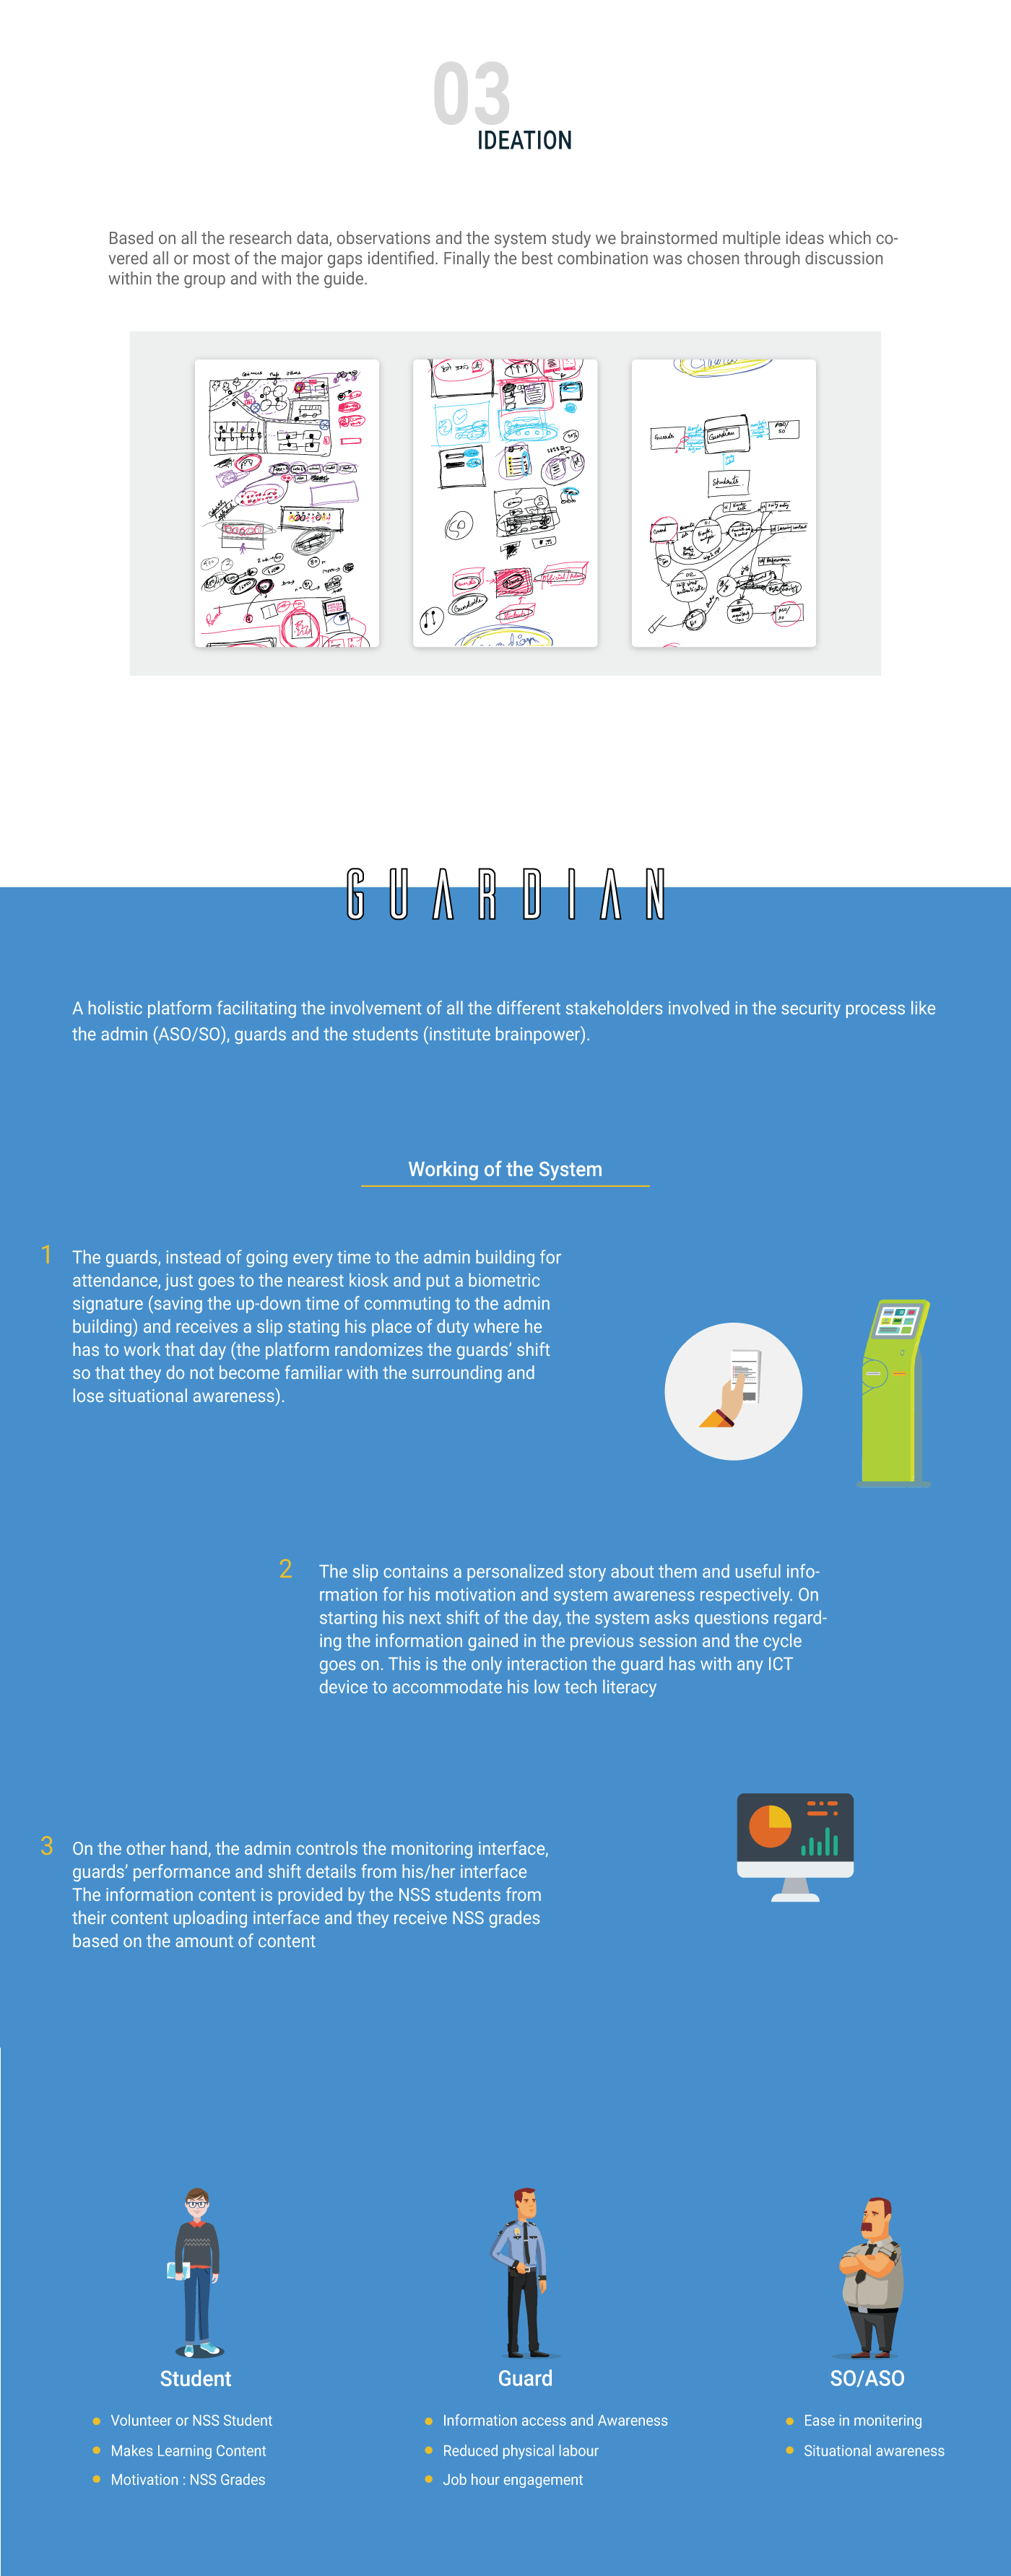 03
IDEATION
Based on all the research data, observations and the system study we brainstormed multiple ideas which co-
vered all or most of the major gaps identified. Finally the best combination was chosen through discussion
within the group and with the guide.
Guards
Guardian
ASO/
SO
Students
GUARDIAN
A holistic platform facilitating the involvement of all the different stakeholders involved in the security process like
the admin (ASO/SO), guards and the students (institute brainpower).
Working of the System
1
The guards, instead of going every time to the admin building for
attendance, just goes to the nearest kiosk and put a biometric
signature (saving the up-down time of commuting to the admin
building) and receives a slip stating his place of duty where he
has to work that day (the platform randomizes the guards' shift
so that they do not become familiar with the surrounding and
lose situational awareness).
2
The slip contains a personalized story about them and useful info-
rmation for his motivation and system awareness respectively. On
starting his next shift of the day, the system asks questions regard-
ing the information gained in the previous session and the cycle
goes on. This is the only interaction the guard has with any ICT
device to accommodate his low tech literacy
3
On the other hand, the admin controls the monitoring interface,
guards' performance and shift details from his/her interface
The information content is provided by the NSS students from
their content uploading interface and they receive NSS grades
based on the amount of content
Student
Volunteer or NSS Student
Makes Learning Content
Motivation : NSS Grades
Guard
Information access and Awareness
Reduced physical labour
Job hour engagement
SO/ASO
Ease in monitering
Situational awareness